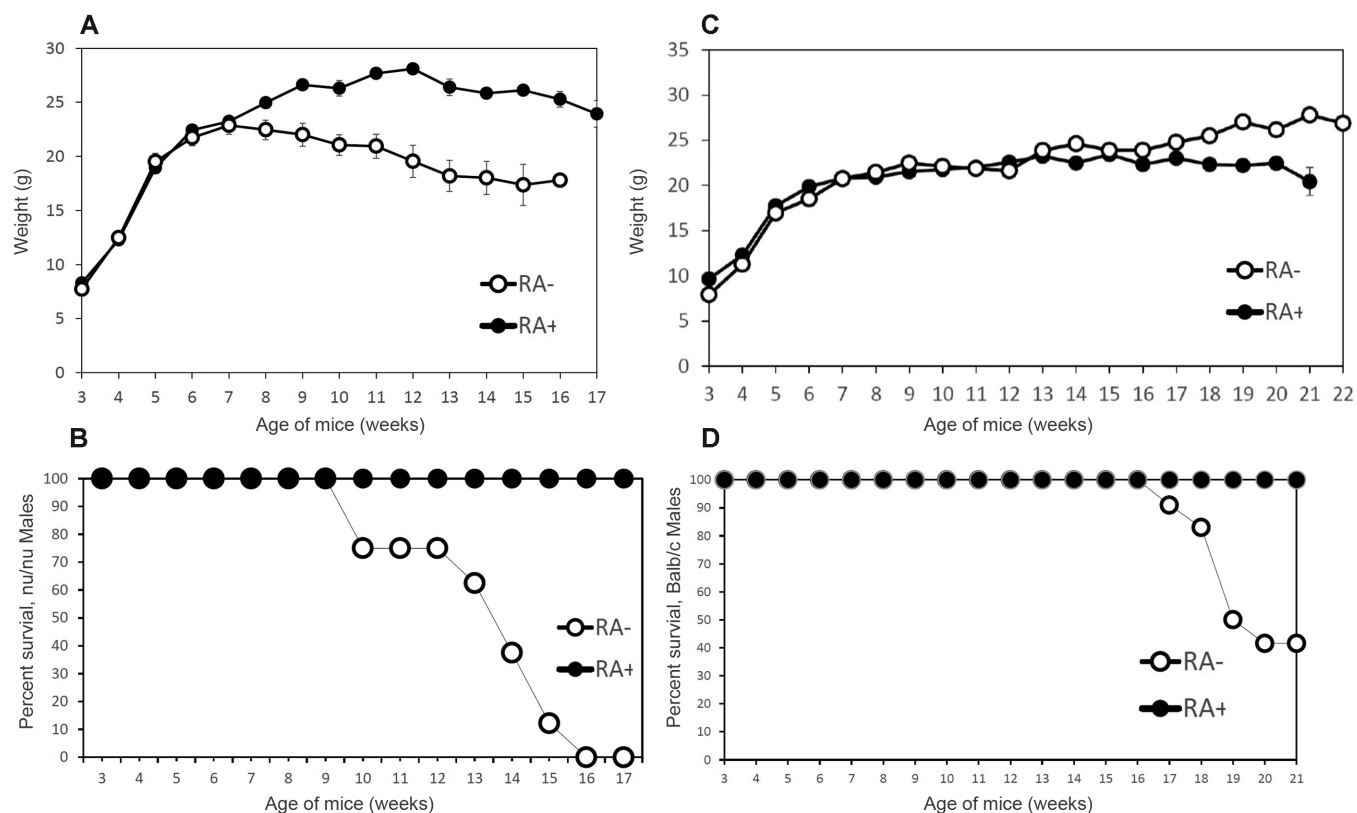 A
30
25
20
15
10
5
0
Weight (g)
RA-
RA+
3 4 5 6 7 8 9 10 11 12 13 14 15 16 17
Age of mice (weeks)
C
35
30
25
20
15
10
5
0
Weight (g)
RA-
RA+
3 4 5 6 7 8 9 10 11 12 13 14 15 16 17 18 19 20 21 22
Age of mice (weeks)
B
100
90
80
70
60
50
40
30
20
10
0
Percent survial, nu/nu Males
RA-
RA+
3 4 5 6 7 8 9 10 11 12 13 14 15 16 17
Age of mice (weeks)
D
100
90
80
70
60
50
40
30
20
10
0
Percent survial, Balb/c Males
RA-
RA+
3 4 5 6 7 8 9 10 11 12 13 14 15 16 17 18 19 20 21
Age of mice (weeks)